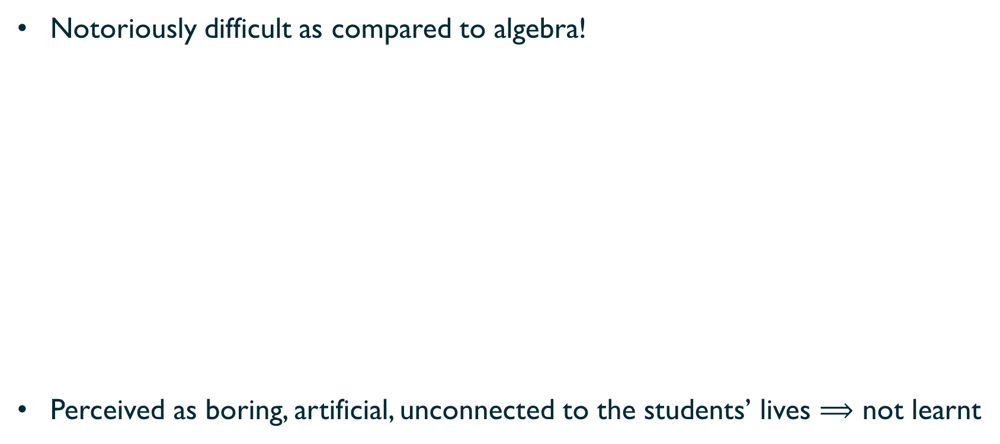 • Notoriously difficult as compared to algebra!
• Perceived as boring, artificial, unconnected to the students’ lives ⟹ not learnt